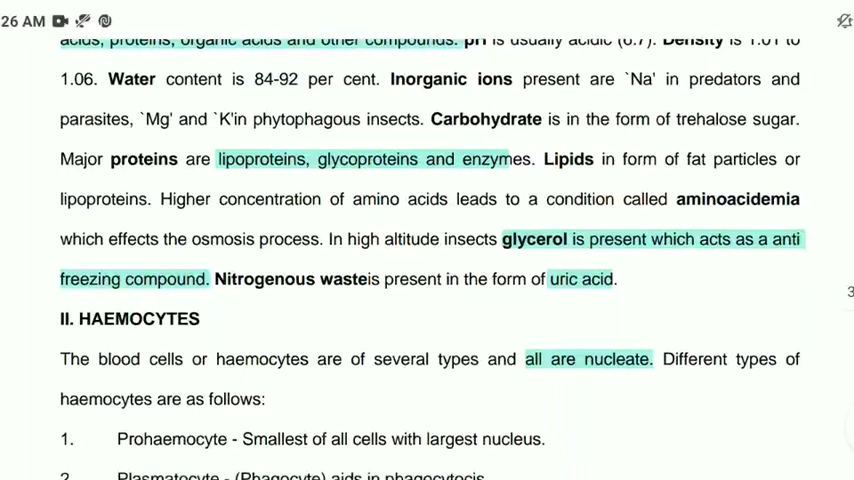 26 AM
acids, proteins, organic acids and other compounds. pH is usually acidic (6.7). Density is 1.01 to
1.06. Water content is 84-92 per cent. Inorganic ions present are `Na' in predators and
parasites, `Mg' and `K'in phytophagous insects. Carbohydrate is in the form of trehalose sugar.
Major proteins are lipoproteins, glycoproteins and enzymes. Lipids in form of fat particles or
lipoproteins. Higher concentration of amino acids leads to a condition called aminoacidemia
which effects the osmosis process. In high altitude insects glycerol is present which acts as a anti
freezing compound. Nitrogenous wasteis present in the form of uric acid.
3
II. HAEMOCYTES
The blood cells or haemocytes are of several types and all are nucleate. Different types of
haemocytes are as follows:
1. Prohaemocyte - Smallest of all cells with largest nucleus.
2. Plasmatocyte - (Phagocyte) aids in phagocytosis